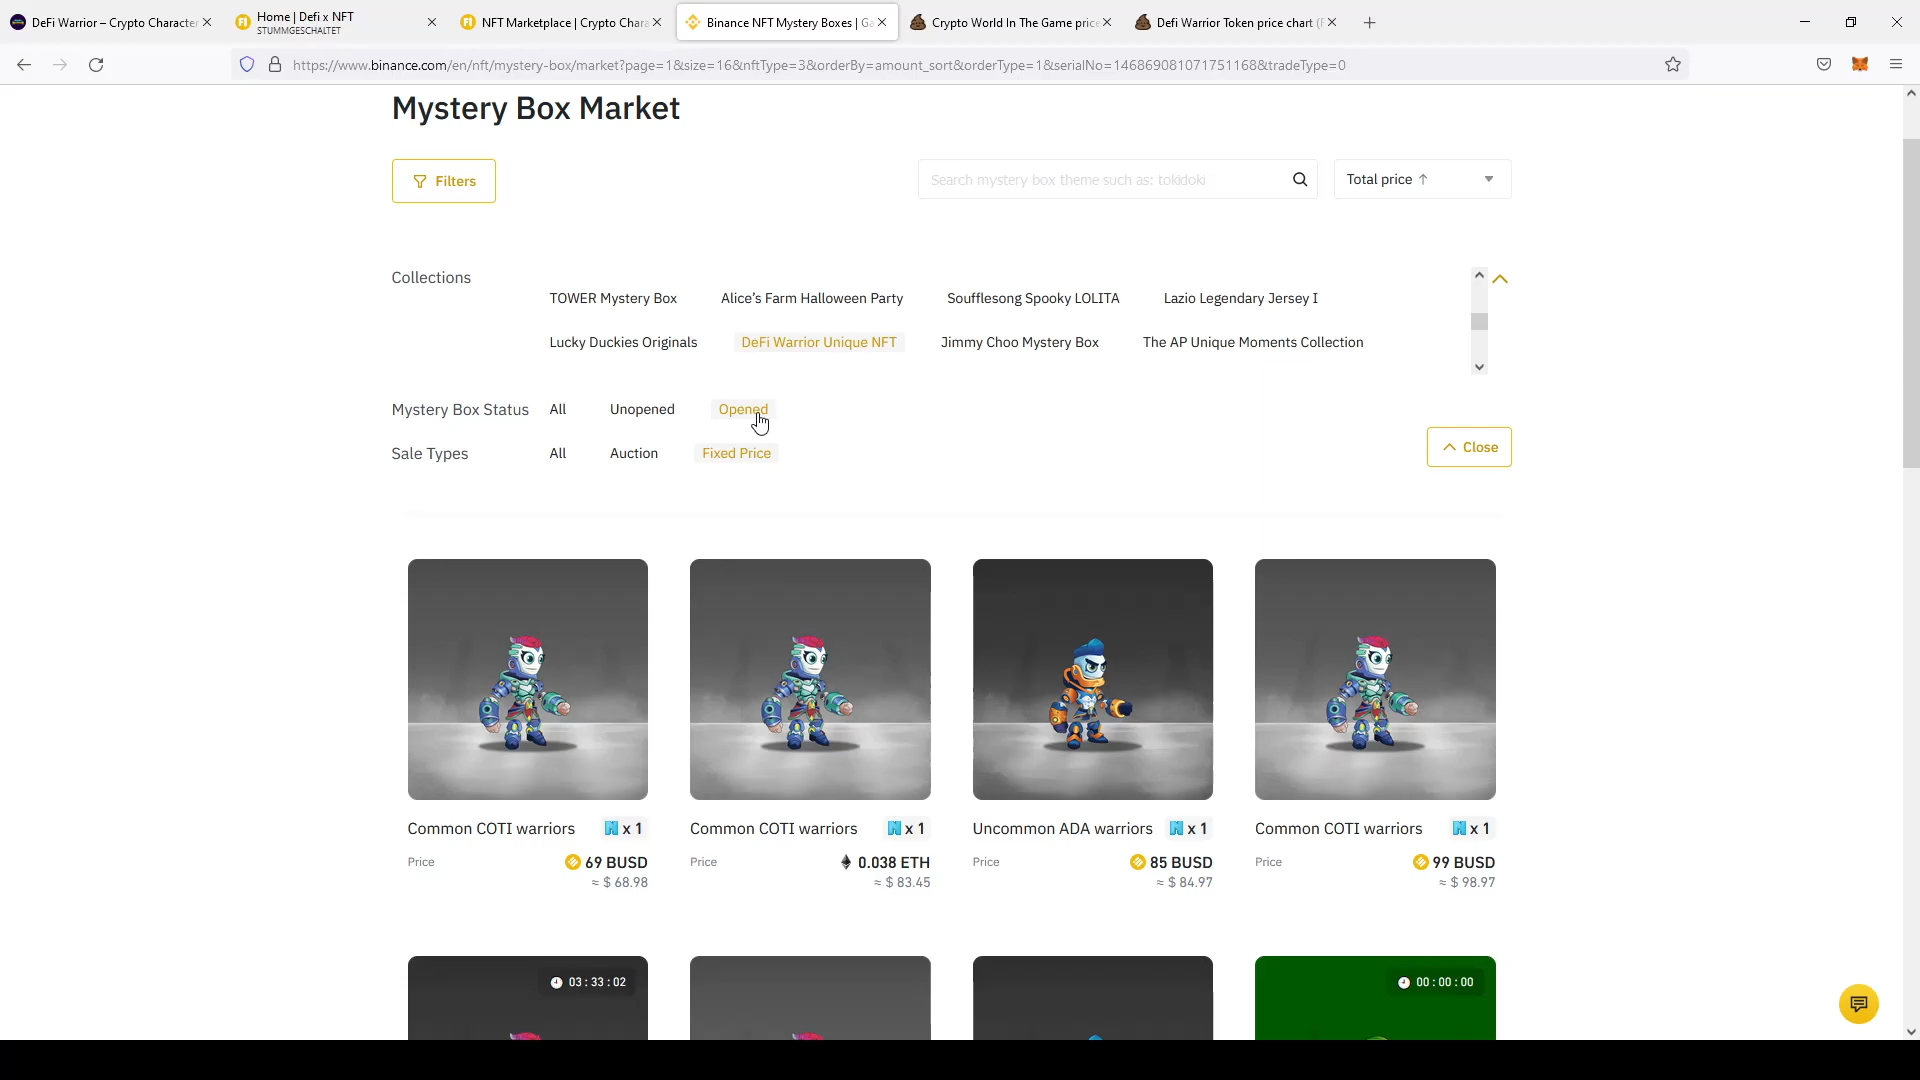 DeFi Warrior – Crypto Character
Home | Defi x NFT
STUMMGESCHALTET
NFT Marketplace | Crypto Chara
Binance NFT Mystery Boxes | Ga
Crypto World In The Game price
Defi Warrior Token price chart (F
https://www.binance.com/en/nft/mystery-box/market?page=1&size=16&nftType=3&orderBy=amount_sort&orderType=1&serialNo=146869081071751168&tradeType=0
Mystery Box Market
Filters
Search mystery box theme such as: tokidoki
Total price ↑
Collections
TOWER Mystery Box Alice's Farm Halloween Party Soufflesong Spooky LOLITA Lazio Legendary Jersey I
Lucky Duckies Originals DeFi Warrior Unique NFT Jimmy Choo Mystery Box The AP Unique Moments Collection
Mystery Box Status All Unopened Opened
Sale Types All Auction Fixed Price
Close
Common COTI warriors x 1
Price 69 BUSD
≈ $ 68.98
Common COTI warriors x 1
Price 0.038 ETH
≈ $ 83.45
Uncommon ADA warriors x 1
Price 85 BUSD
≈ $ 84.97
Common COTI warriors x 1
Price 99 BUSD
≈ $ 98.97
03 : 33 : 02
00 : 00 : 00